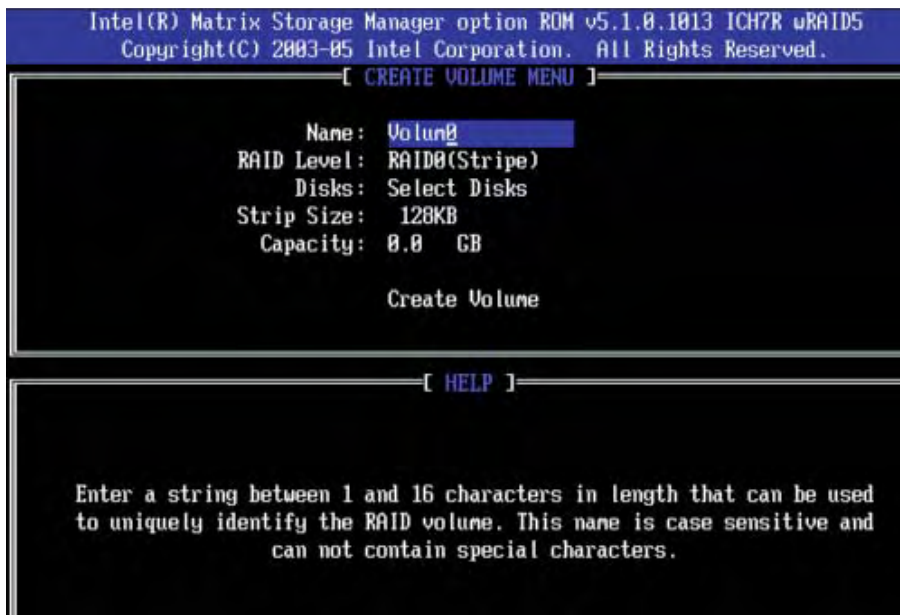 Intel(R) Matrix Storage Manager option ROM v5.1.0.1013 ICH7R wRAID5
Copyright(C) 2003-05 Intel Corporation. All Rights Reserved.
[ CREATE VOLUME MENU ]
Name: Volum0
RAID Level: RAID0(Stripe)
Disks: Select Disks
Strip Size: 128KB
Capacity: 0.0 GB
Create Volume
[ HELP ]
Enter a string between 1 and 16 characters in length that can be used
to uniquely identify the RAID volume. This name is case sensitive and
can not contain special characters.